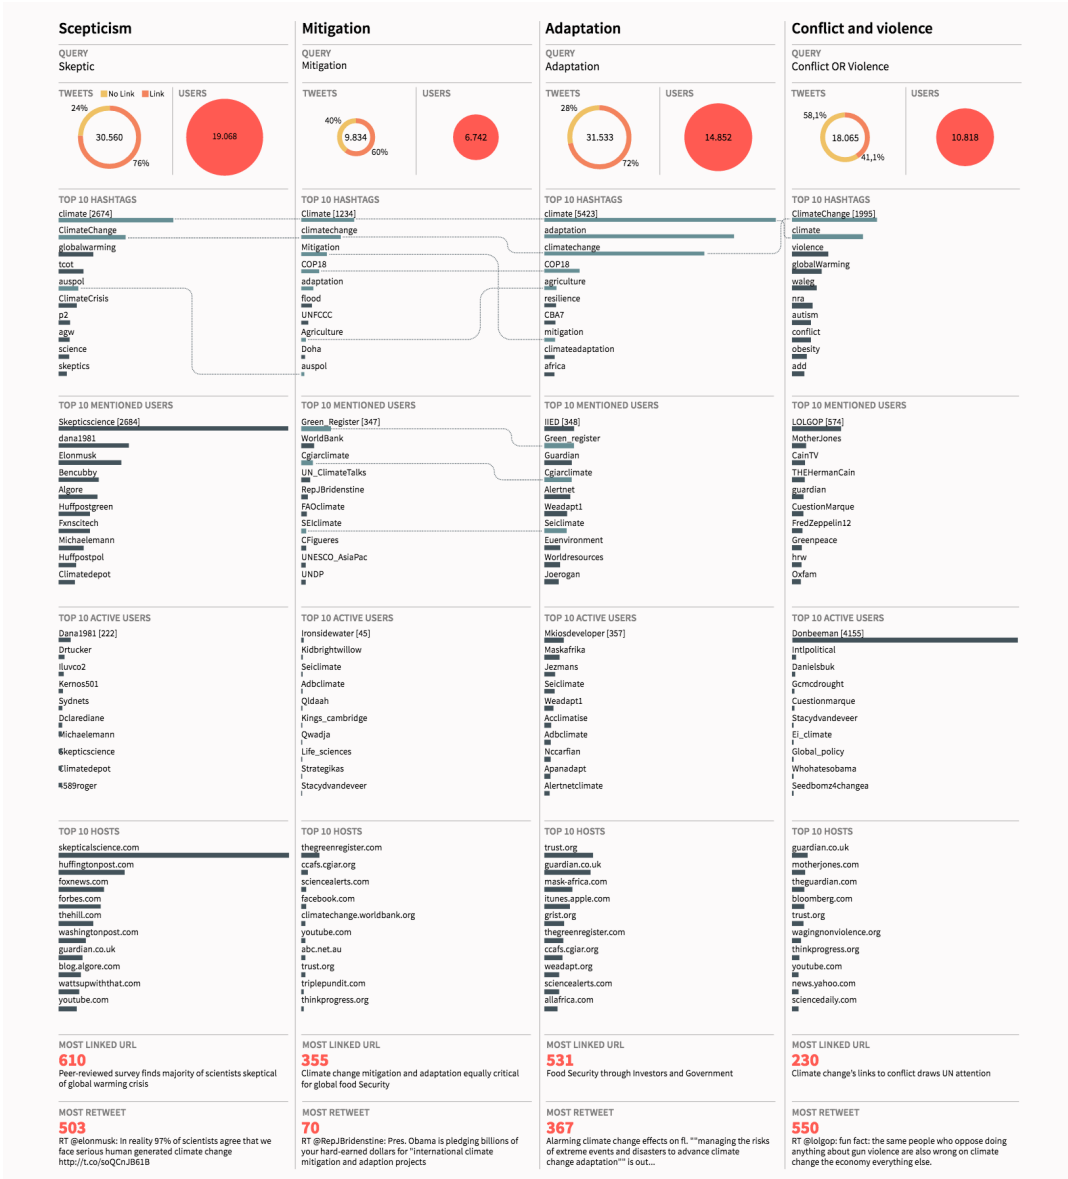 Scepticism
QUERY
Skeptic
TWEETS No Link Link
24%
30.560
76%
USERS
19.068
TOP 10 HASHTAGS
climate [2674]
ClimateChange
globalwarming
tcot
auspol
ClimateCrisis
p2
agw
science
skeptics
TOP 10 MENTIONED USERS
Skepticscience [2684]
dana1981
Elonmusk
Bencubby
Algore
Huffpostgreen
Fxnscitech
Michaelemann
Huffpostpol
Climatedepot
TOP 10 ACTIVE USERS
Dana1981 [222]
Drtucker
Iluvco2
Kernos501
Sydnets
Dclarediane
Michaelemann
Skepticscience
Climatedepot
4589roger
TOP 10 HOSTS
skepticalscience.com
huffingtonpost.com
foxnews.com
forbes.com
thehill.com
washingtonpost.com
guardian.co.uk
blog.algore.com
wattsupwiththat.com
youtube.com
MOST LINKED URL
610
Peer-reviewed survey finds majority of scientists skeptical
of global warming crisis
MOST RETWEET
503
RT @elonmusk: In reality 97% of scientists agree that we
face serious human generated climate change
http://t.co/soQCnJB61B
Mitigation
QUERY
Mitigation
TWEETS
40%
9.834
60%
USERS
6.742
TOP 10 HASHTAGS
Climate [1234]
climatechange
Mitigation
COP18
adaptation
flood
UNFCCC
Agriculture
Doha
auspol
TOP 10 MENTIONED USERS
Green_Register [347]
WorldBank
Cgiarclimate
UN_ClimateTalks
RepJBridenstine
FAOclimate
SEIclimate
CFigueres
UNESCO_AsiaPac
UNDP
TOP 10 ACTIVE USERS
Ironsidewater [45]
Kidbrightwillow
Seiclimate
Adbclimate
Qldaah
Kings_cambridge
Qwadja
Life_sciences
Strategikas
Stacydvandeveer
TOP 10 HOSTS
thegreenregister.com
ccafs.cgiar.org
sciencealerts.com
facebook.com
climatechange.worldbank.org
youtube.com
abc.net.au
trust.org
triplepundit.com
thinkprogress.org
MOST LINKED URL
355
Climate change mitigation and adaptation equally critical
for global food Security
MOST RETWEET
70
RT @RepJBridenstine: Pres. Obama is pledging billions of
your hard-earned dollars for "international climate
mitigation and adaption projects
Adaptation
QUERY
Adaptation
TWEETS
28%
31.533
72%
USERS
14.852
TOP 10 HASHTAGS
climate [5423]
adaptation
climatechange
COP18
agriculture
resilience
CBA7
mitigation
climateadaptation
africa
TOP 10 MENTIONED USERS
IIED [348]
Green_register
Guardian
Cgiarclimate
Alertnet
Weadapt1
Seiclimate
Euenvironment
Worldresources
Joerogan
TOP 10 ACTIVE USERS
Mkiosdeveloper [357]
Maskafrika
Jezmans
Seiclimate
Weadapt1
Acclimatise
Adbclimate
Nccarfian
Apanadapt
Alertnetclimate
TOP 10 HOSTS
trust.org
guardian.co.uk
mask-africa.com
itunes.apple.com
grist.org
thegreenregister.com
ccafs.cgiar.org
weadapt.org
sciencealerts.com
allafrica.com
MOST LINKED URL
531
Food Security through Investors and Government
MOST RETWEET
367
Alarming climate change effects on fl. ""managing the risks
of extreme events and disasters to advance climate
change adaptation"" is out...
Conflict and violence
QUERY
Conflict OR Violence
TWEETS
58,1%
18.065
41,1%
USERS
10.818
TOP 10 HASHTAGS
ClimateChange [1995]
climate
violence
globalWarming
waleg
nra
autism
conflict
obesity
add
TOP 10 MENTIONED USERS
LOLGOP [574]
MotherJones
CainTV
THEHermanCain
guardian
CuestionMarque
FredZeppelin12
Greenpeace
hrw
Oxfam
TOP 10 ACTIVE USERS
Donbeeman [4155]
Intlpolitical
Danielsbuk
Gcmcdrought
Cuestionmarque
Stacydvandeveer
Ei_climate
Global_policy
Whohatesobama
Seedbomz4changea
TOP 10 HOSTS
guardian.co.uk
motherjones.com
theguardian.com
bloomberg.com
trust.org
wagingnonviolence.org
thinkprogress.org
youtube.com
news.yahoo.com
sciencedaily.com
MOST LINKED URL
230
Climate change's links to conflict draws UN attention
MOST RETWEET
550
RT @lolgop: fun fact: the same people who oppose doing
anything about gun violence are also wrong on climate
change the economy everything else.